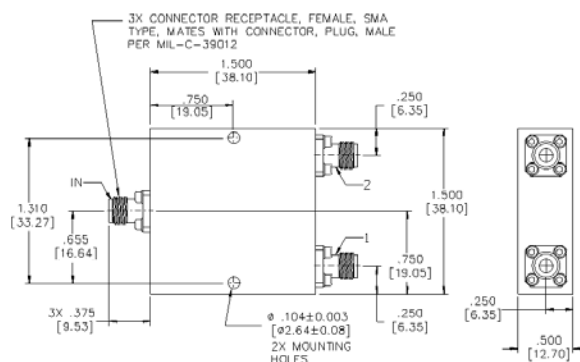 3X CONNECTOR RECEPTACLE, FEMALE, SMA
TYPE, MATES WITH CONNECTOR, PLUG, MALE
PER MIL-C-39012
1.500
[38.10]
.750
[19.05]
.250
[6.35]
IN
2
1.310
[33.27]
.655
[16.64]
1.500
[38.10]
1
.750
[19.05]
3X .375
[9.53]
ø .104±0.003
[ø2.64±0.08]
2X MOUNTING
HOLES
.250
[6.35]
.250
[6.35]
.500
[12.70]